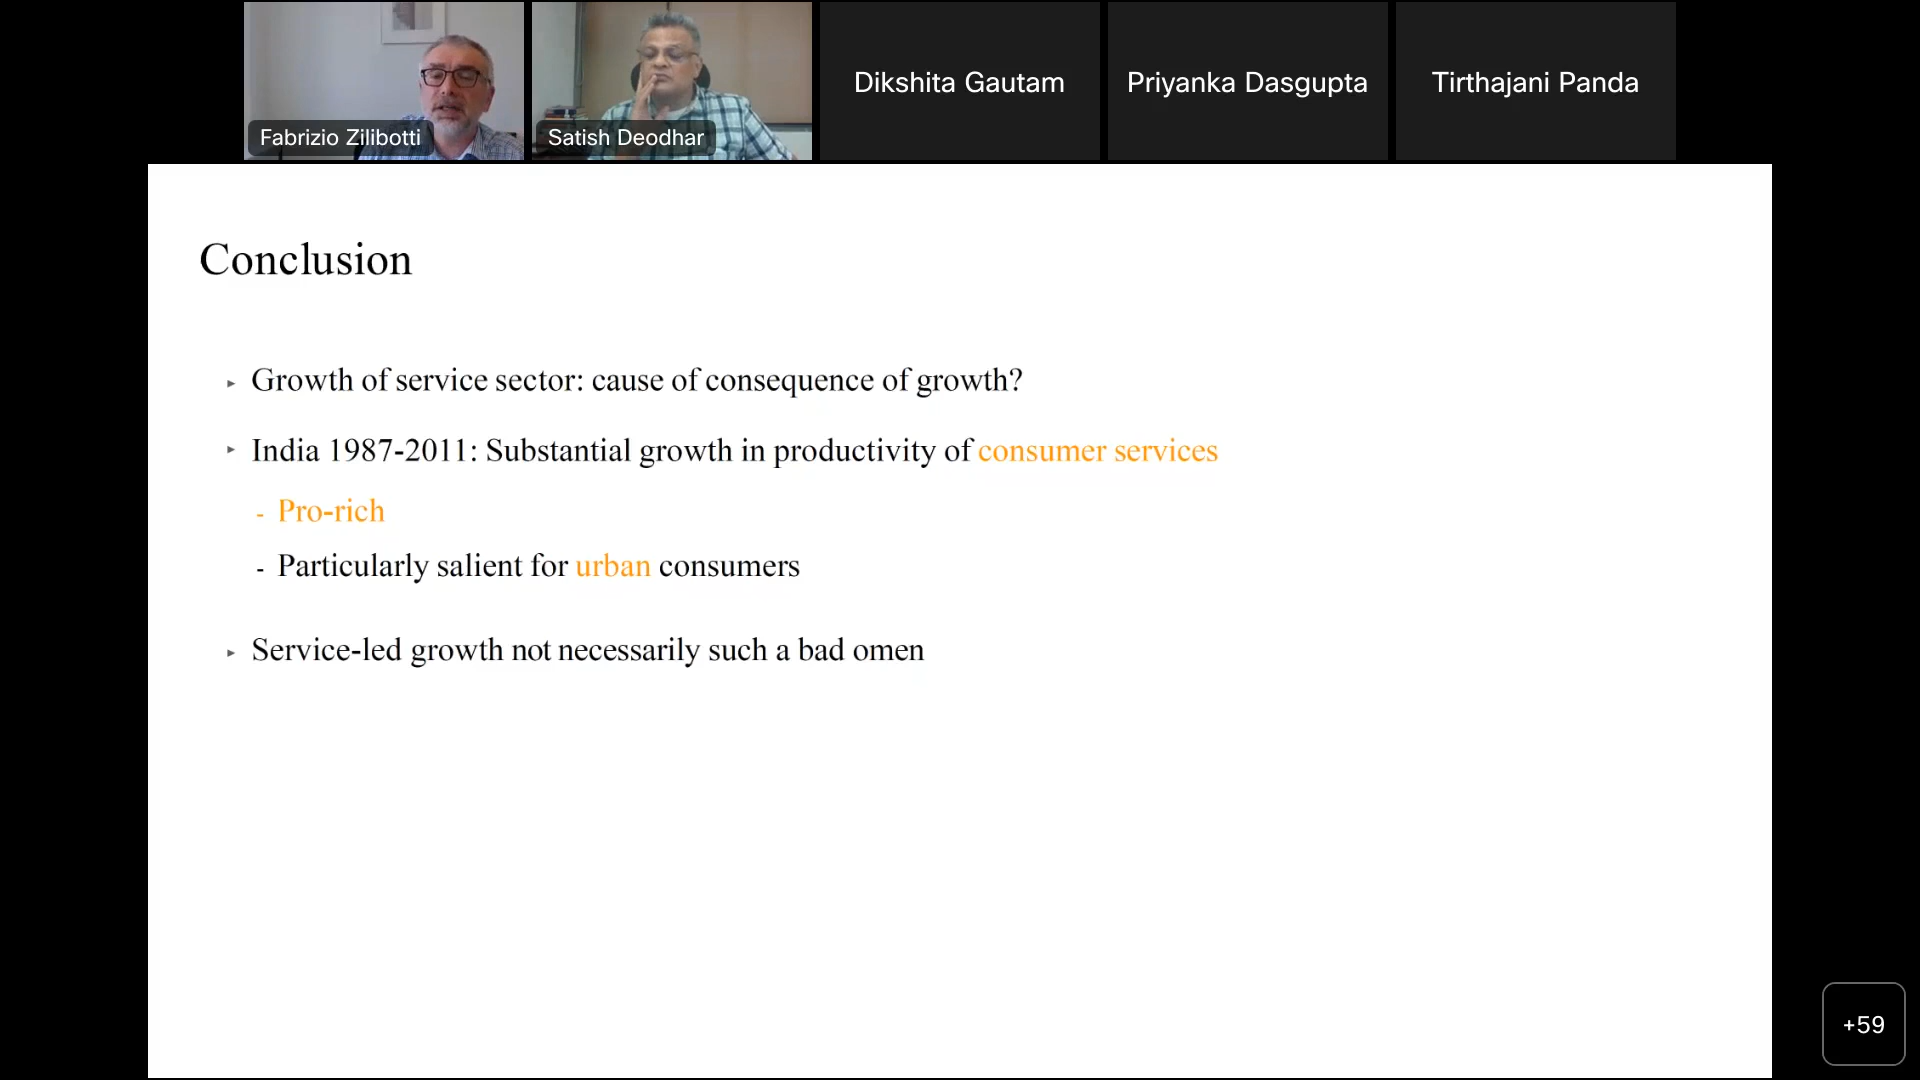 Fabrizio Zilibotti
Satish Deodhar
Dikshita Gautam
Priyanka Dasgupta
Tirthajani Panda
Conclusion
▸ Growth of service sector: cause of consequence of growth?
▸ India 1987-2011: Substantial growth in productivity of consumer services
- Pro-rich
- Particularly salient for urban consumers
▸ Service-led growth not necessarily such a bad omen
+59